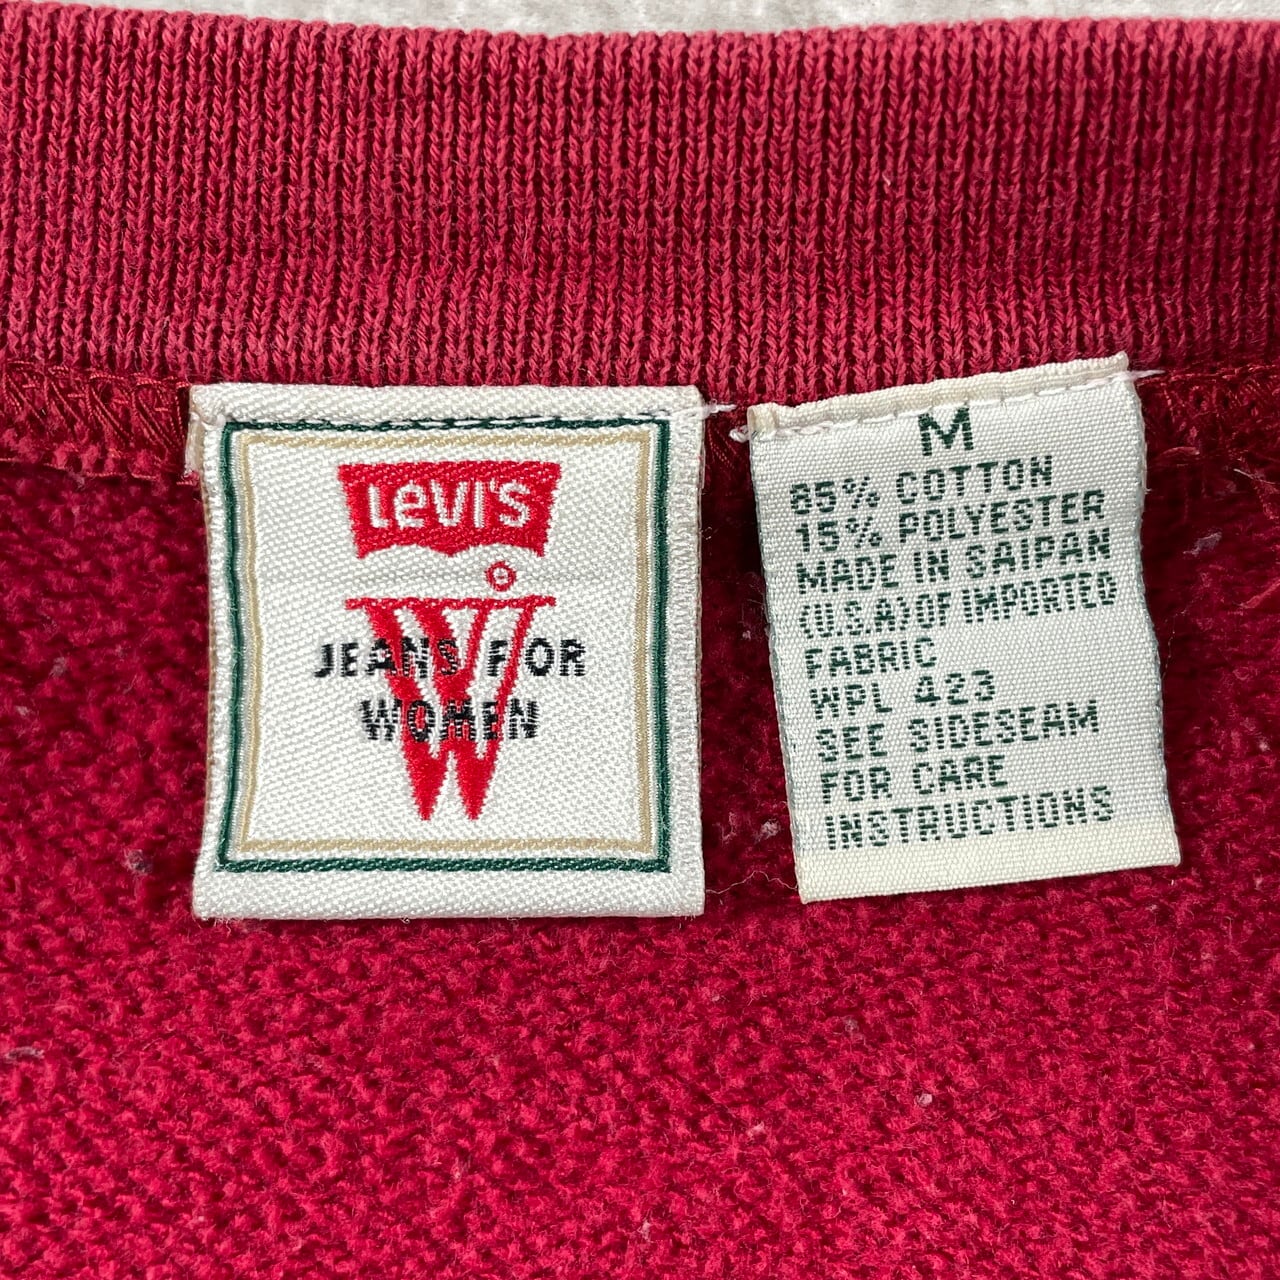 LEVI'S
W
JEANS FOR
WOMEN
M
85% COTTON
15% POLYESTER
MADE IN SAIPAN
(U.S.A) OF IMPORTED
FABRIC
WPL 423
SEE SIDESEAM
FOR CARE
INSTRUCTIONS